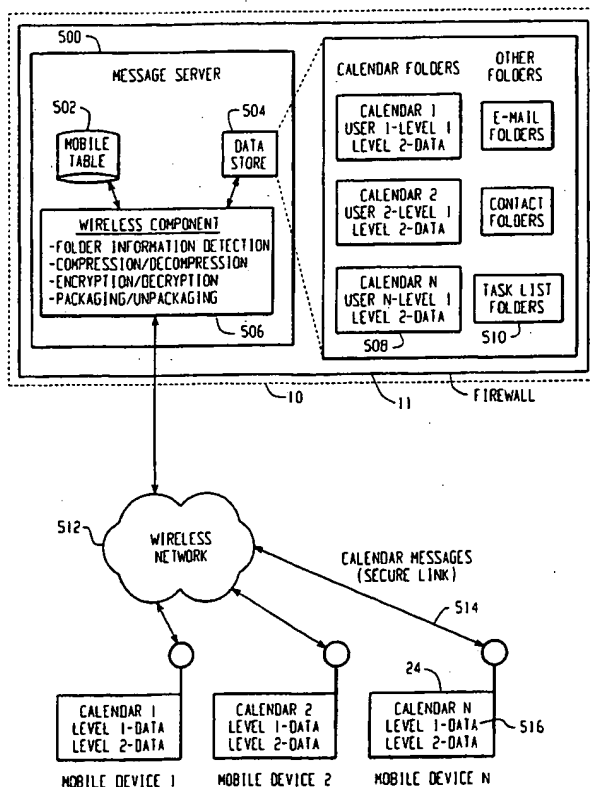 500
MESSAGE SERVER
502
MOBILE
TABLE
504
DATA
STORE
WIRELESS COMPONENT
-FOLDER INFORMATION DETECTION
-COMPRESSION/DECOMPRESSION
-ENCRYPTION/DECRYPTION
-PACKAGING/UNPACKAGING
506
CALENDAR FOLDERS
OTHER
FOLDERS
CALENDAR 1
USER 1-LEVEL 1
LEVEL 2-DATA
E-MAIL
FOLDERS
CALENDAR 2
USER 2-LEVEL 1
LEVEL 2-DATA
CONTACT
FOLDERS
CALENDAR N
USER N-LEVEL 1
LEVEL 2-DATA
508
TASK LIST
FOLDERS
510
10
11
FIREWALL
512
WIRELESS
NETWORK
CALENDAR MESSAGES
(SECURE LINK)
514
CALENDAR 1
LEVEL 1-DATA
LEVEL 2-DATA
MOBILE DEVICE 1
CALENDAR 2
LEVEL 1-DATA
LEVEL 2-DATA
MOBILE DEVICE 2
24
CALENDAR N
LEVEL 1-DATA
LEVEL 2-DATA
516
MOBILE DEVICE N